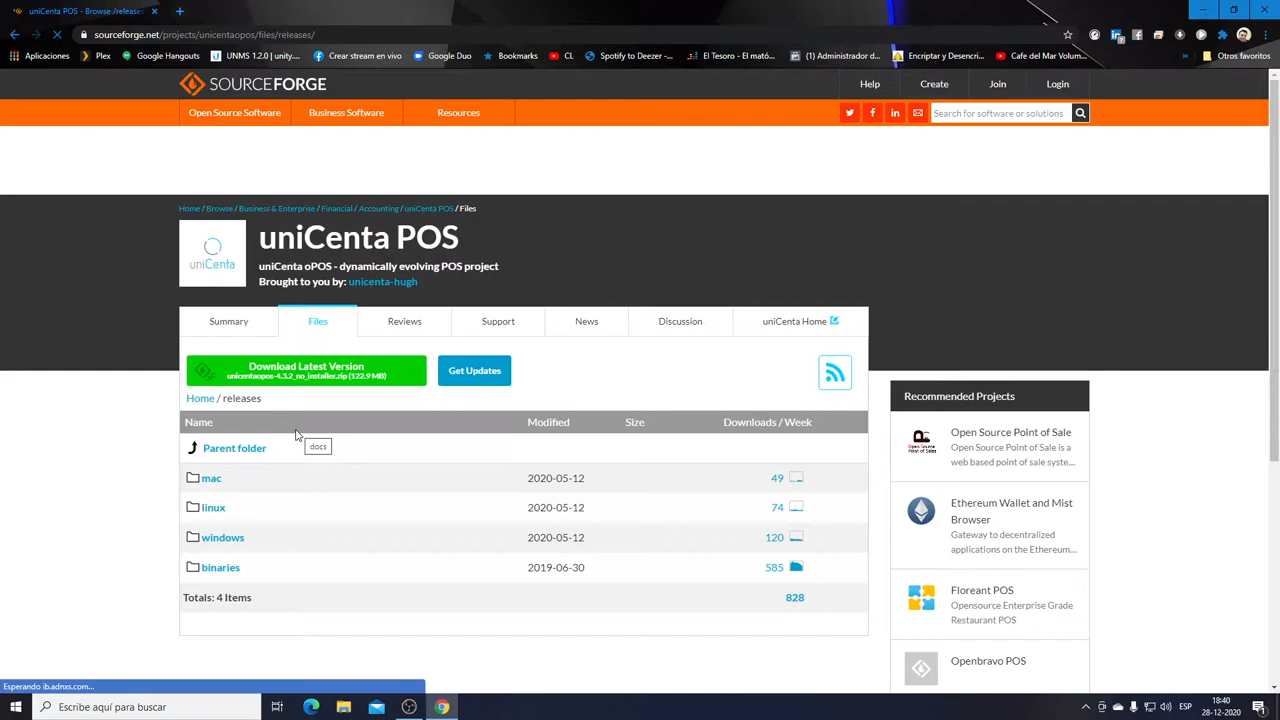 uniCenta POS - Browse /releases/
sourceforge.net/projects/unicentaopos/files/releases/
Aplicaciones
Plex
Google Hangouts
UNMS 1.2.0 | unity....
Crear stream en vivo
Bookmarks
CL
Spotify to Deezer -...
El Tesoro - El mató...
(1) Administrador d...
Encriptar y Desencri...
Cafe del Mar Volum...
Otros favoritos
SOURCEFORGE
Help
Create
Join
Login
Open Source Software
Business Software
Resources
Search for software or solutions
Home / Browse / Business & Enterprise / Financial / Accounting / uniCenta POS / Files
uniCenta
uniCenta POS
uniCenta oPOS - dynamically evolving POS project
Brought to you by: unicenta-hugh
Summary
Files
Reviews
Support
News
Discussion
uniCenta Home
Download Latest Version
unicentaopos-4.3.2_no_installer.zip (122.9 MB)
Get Updates
Home / releases
Name
Modified
Size
Downloads / Week
Parent folder
docs
mac
2020-05-12
49
linux
2020-05-12
74
windows
2020-05-12
120
binaries
2019-06-30
585
Totals: 4 Items
828
Recommended Projects
Open Source Point of Sale
Open Source Point of Sale is a
web based point of sale syste...
Ethereum Wallet and Mist
Browser
Gateway to decentralized
applications on the Ethereum...
Floreant POS
Opensource Enterprise Grade
Restaurant POS
Openbravo POS
Esperando ib.adnxs.com...
Escribe aquí para buscar
ESP
18:40
28-12-2020